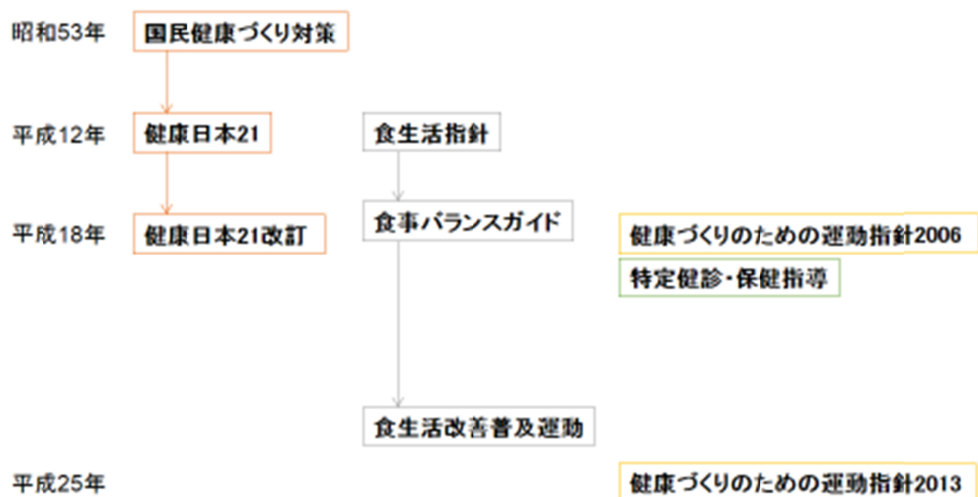 昭和53年 国民健康づくり対策
平成12年 健康日本21 食生活指針
平成18年 健康日本21改訂 食事バランスガイド 健康づくりのための運動指針2006
特定健診・保健指導
食生活改善普及運動
平成25年 健康づくりのための運動指針2013